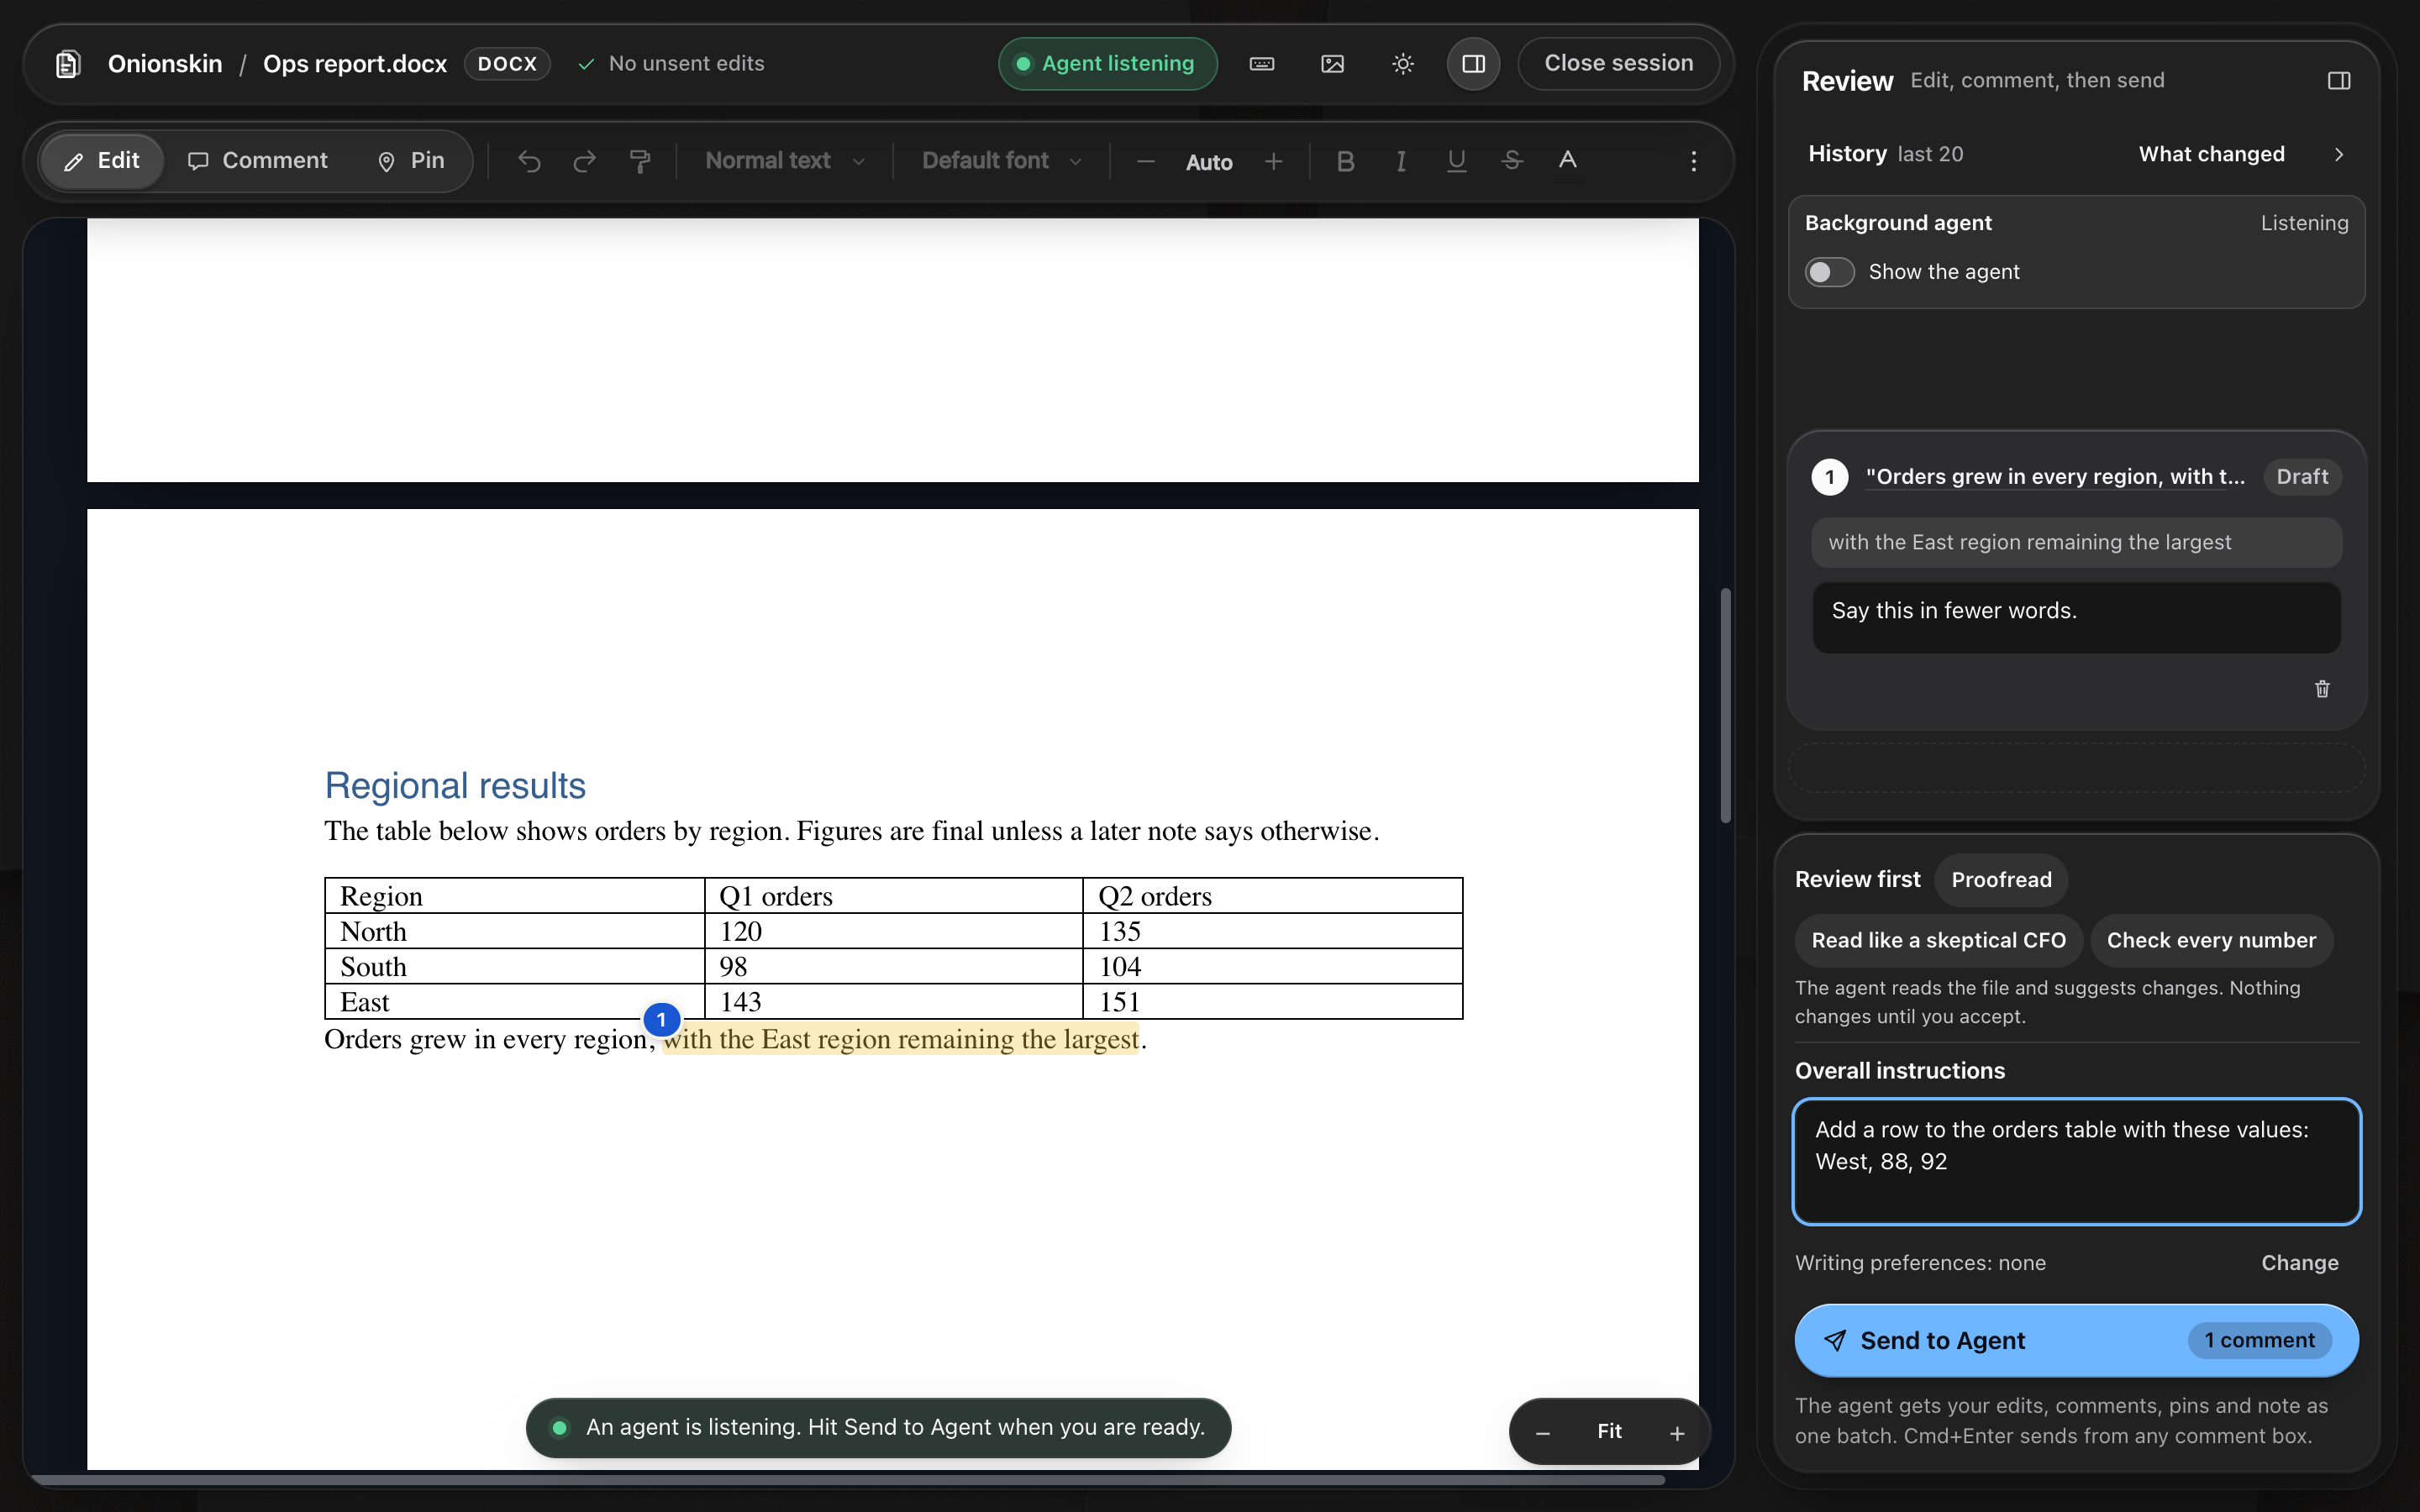 Onionskin / Ops report.docx DOCX No unsent edits Agent listening Close session
Edit Comment Pin Normal text Default font Auto B I U S A
Regional results
The table below shows orders by region. Figures are final unless a later note says otherwise.
Region Q1 orders Q2 orders
North 120 135
South 98 104
East 143 151
1
Orders grew in every region, with the East region remaining the largest.
An agent is listening. Hit Send to Agent when you are ready.
Fit
Review Edit, comment, then send
History last 20 What changed
Background agent Listening
Show the agent
1 "Orders grew in every region, with t... Draft
with the East region remaining the largest
Say this in fewer words.
Review first Proofread
Read like a skeptical CFO Check every number
The agent reads the file and suggests changes. Nothing
changes until you accept.
Overall instructions
Add a row to the orders table with these values:
West, 88, 92
Writing preferences: none Change
Send to Agent 1 comment
The agent gets your edits, comments, pins and note as
one batch. Cmd+Enter sends from any comment box.